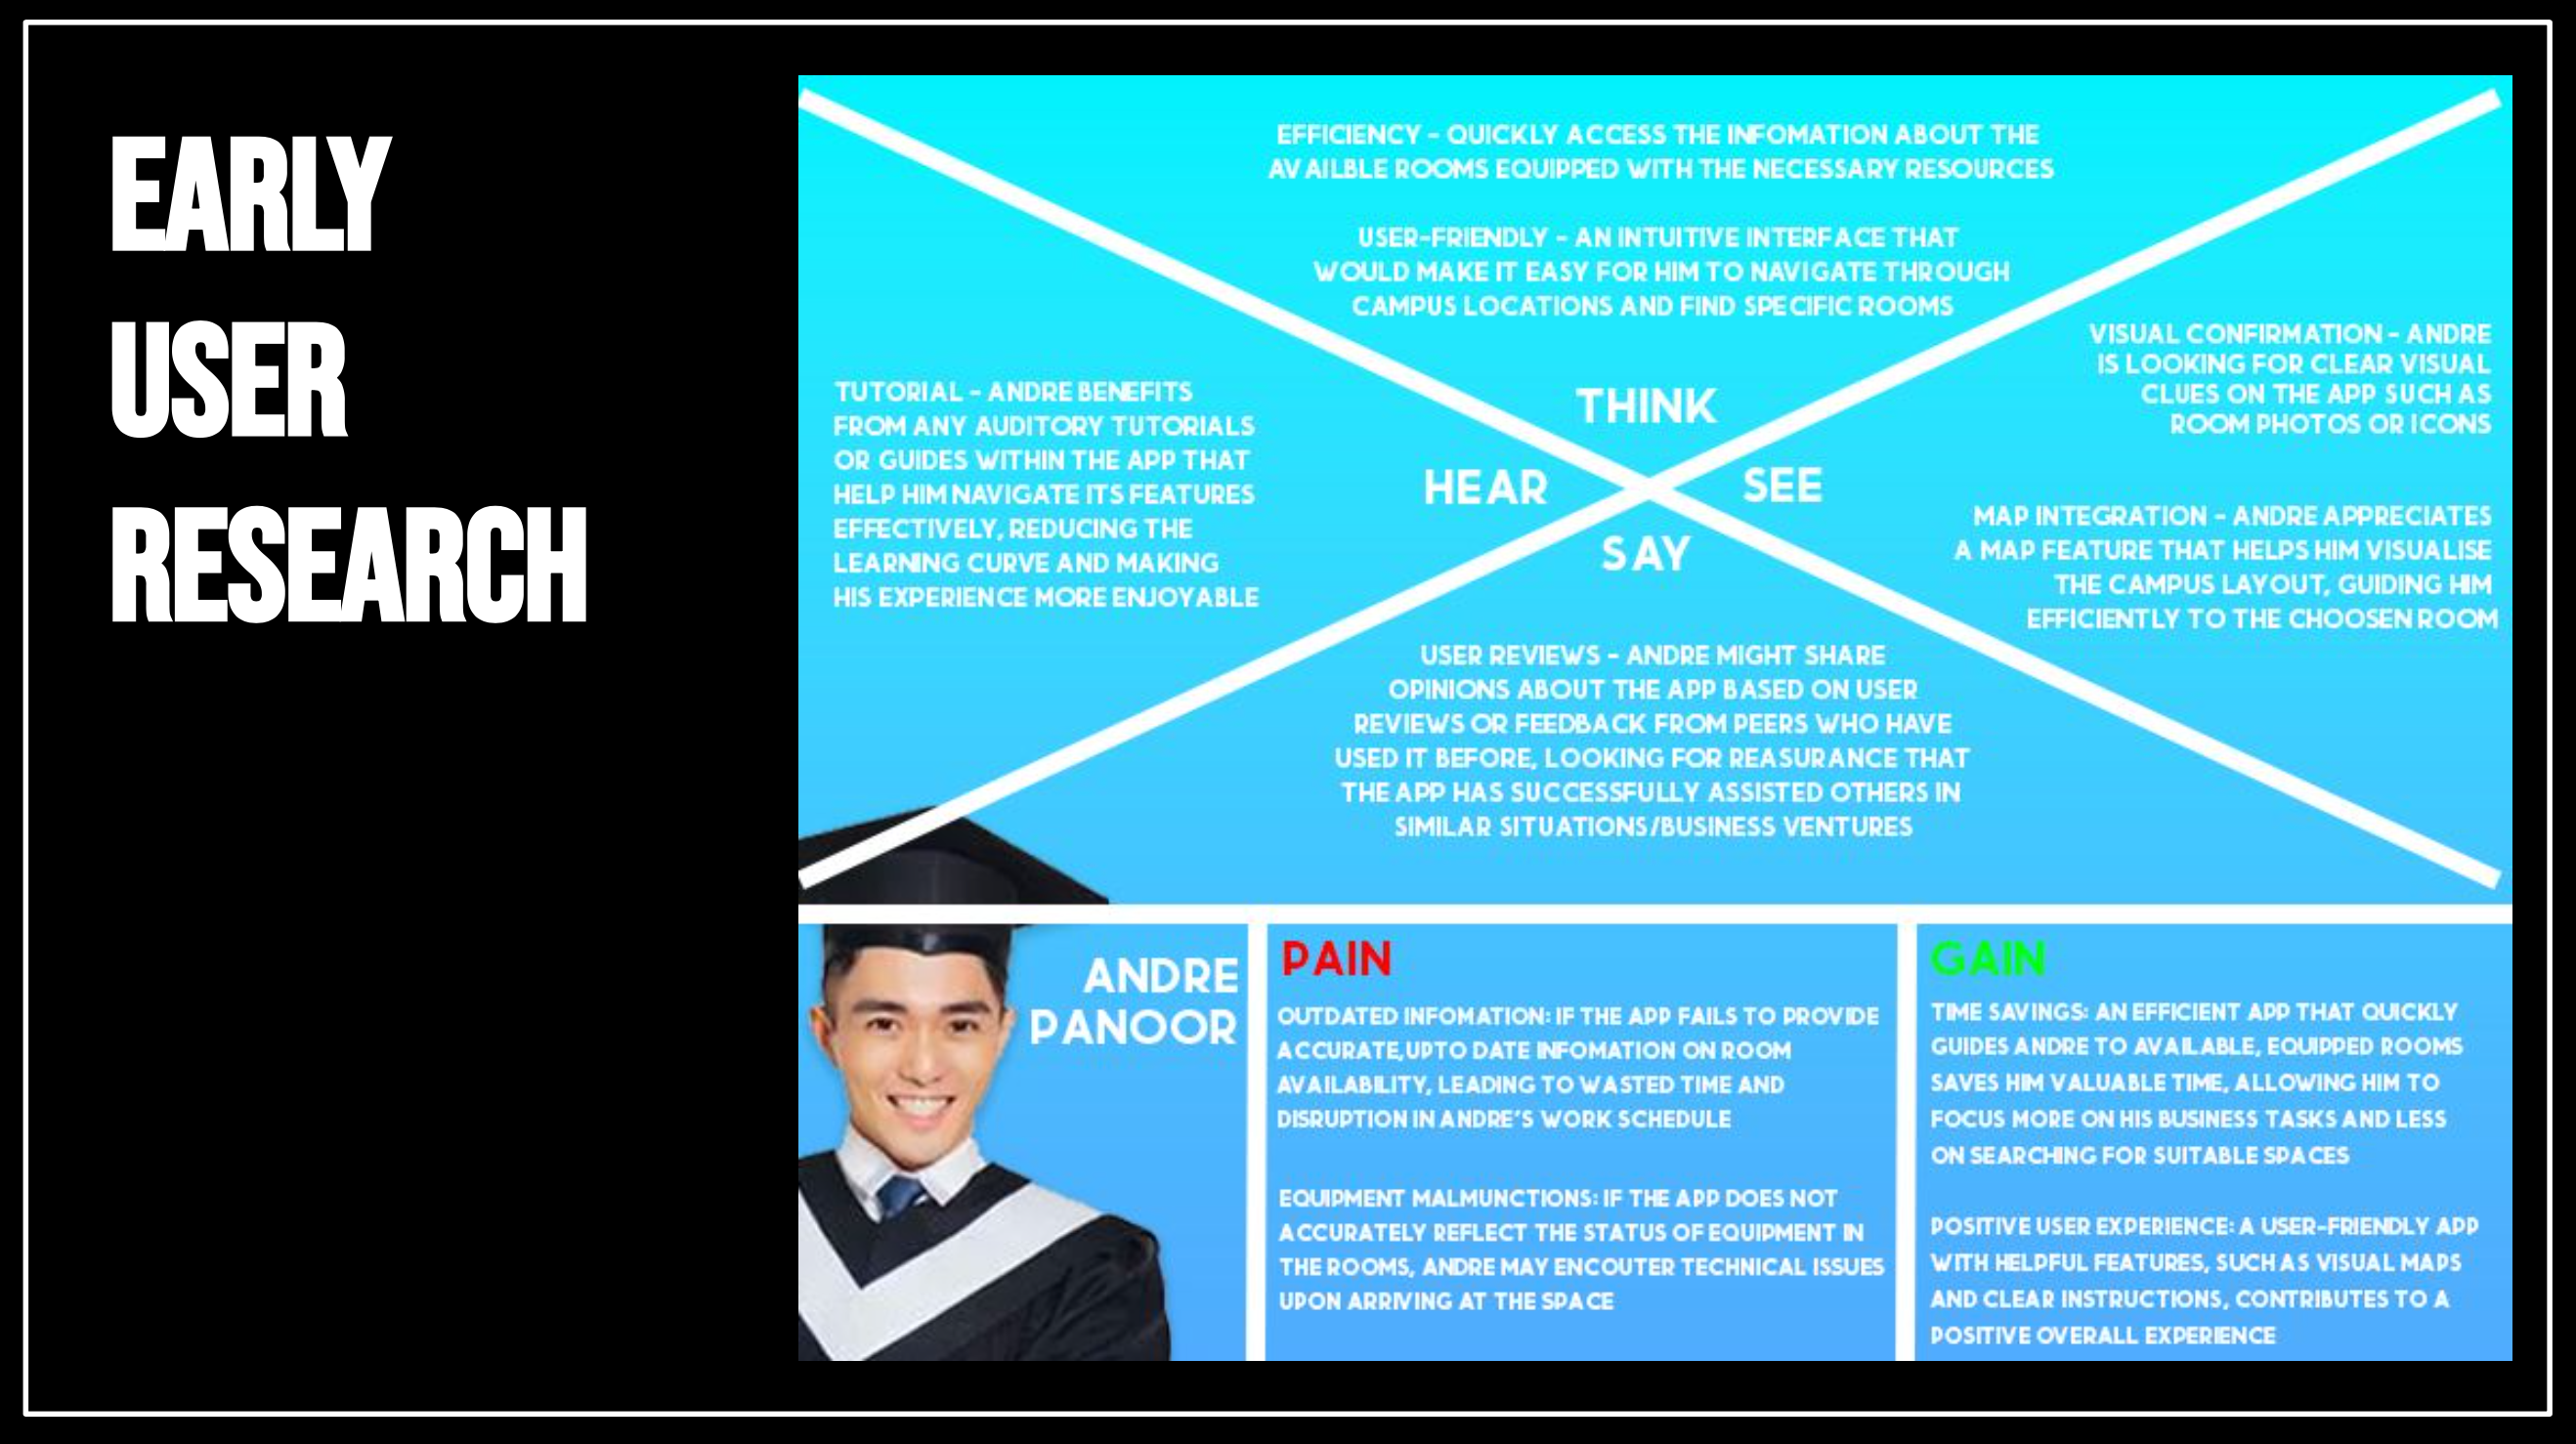 EARLY
USER
RESEARCH
EFFICIENCY - QUICKLY ACCESS THE INFOMATION ABOUT THE
AVAILBLE ROOMS EQUIPPED WITH THE NECESSARY RESOURCES
USER-FRIENDLY - AN INTUITIVE INTERFACE THAT
WOULD MAKE IT EASY FOR HIM TO NAVIGATE THROUGH
CAMPUS LOCATIONS AND FIND SPECIFIC ROOMS
THINK
TUTORIAL - ANDRE BENEFITS
FROM ANY AUDITORY TUTORIALS
OR GUIDES WITHIN THE APP THAT
HELP HIM NAVIGATE ITS FEATURES
EFFECTIVELY, REDUCING THE
LEARNING CURVE AND MAKING
HIS EXPERIENCE MORE ENJOYABLE
HEAR
SEE
VISUAL CONFIRMATION - ANDRE
IS LOOKING FOR CLEAR VISUAL
CLUES ON THE APP SUCH AS
ROOM PHOTOS OR ICONS
MAP INTEGRATION - ANDRE APPRECIATES
A MAP FEATURE THAT HELPS HIM VISUALISE
THE CAMPUS LAYOUT, GUIDING HIM
EFFICIENTLY TO THE CHOOSEN ROOM
SAY
USER REVIEWS - ANDRE MIGHT SHARE
OPINIONS ABOUT THE APP BASED ON USER
REVIEWS OR FEEDBACK FROM PEERS WHO HAVE
USED IT BEFORE, LOOKING FOR REASURANCE THAT
THE APP HAS SUCCESSFULLY ASSISTED OTHERS IN
SIMILAR SITUATIONS/BUSINESS VENTURES
ANDRE
PANOOR
PAIN
OUTDATED INFOMATION: IF THE APP FAILS TO PROVIDE
ACCURATE,UPTO DATE INFOMATION ON ROOM
AVAILABILITY, LEADING TO WASTED TIME AND
DISRUPTION IN ANDRE'S WORK SCHEDULE
EQUIPMENT MALMUNCTIONS: IF THE APP DOES NOT
ACCURATELY REFLECT THE STATUS OF EQUIPMENT IN
THE ROOMS, ANDRE MAY ENCOUTER TECHNICAL ISSUES
UPON ARRIVING AT THE SPACE
GAIN
TIME SAVINGS: AN EFFICIENT APP THAT QUICKLY
GUIDES ANDRE TO AVAILABLE, EQUIPPED ROOMS
SAVES HIM VALUABLE TIME, ALLOWING HIM TO
FOCUS MORE ON HIS BUSINESS TASKS AND LESS
ON SEARCHING FOR SUITABLE SPACES
POSITIVE USER EXPERIENCE: A USER-FRIENDLY APP
WITH HELPFUL FEATURES, SUCH AS VISUAL MAPS
AND CLEAR INSTRUCTIONS, CONTRIBUTES TO A
POSITIVE OVERALL EXPERIENCE